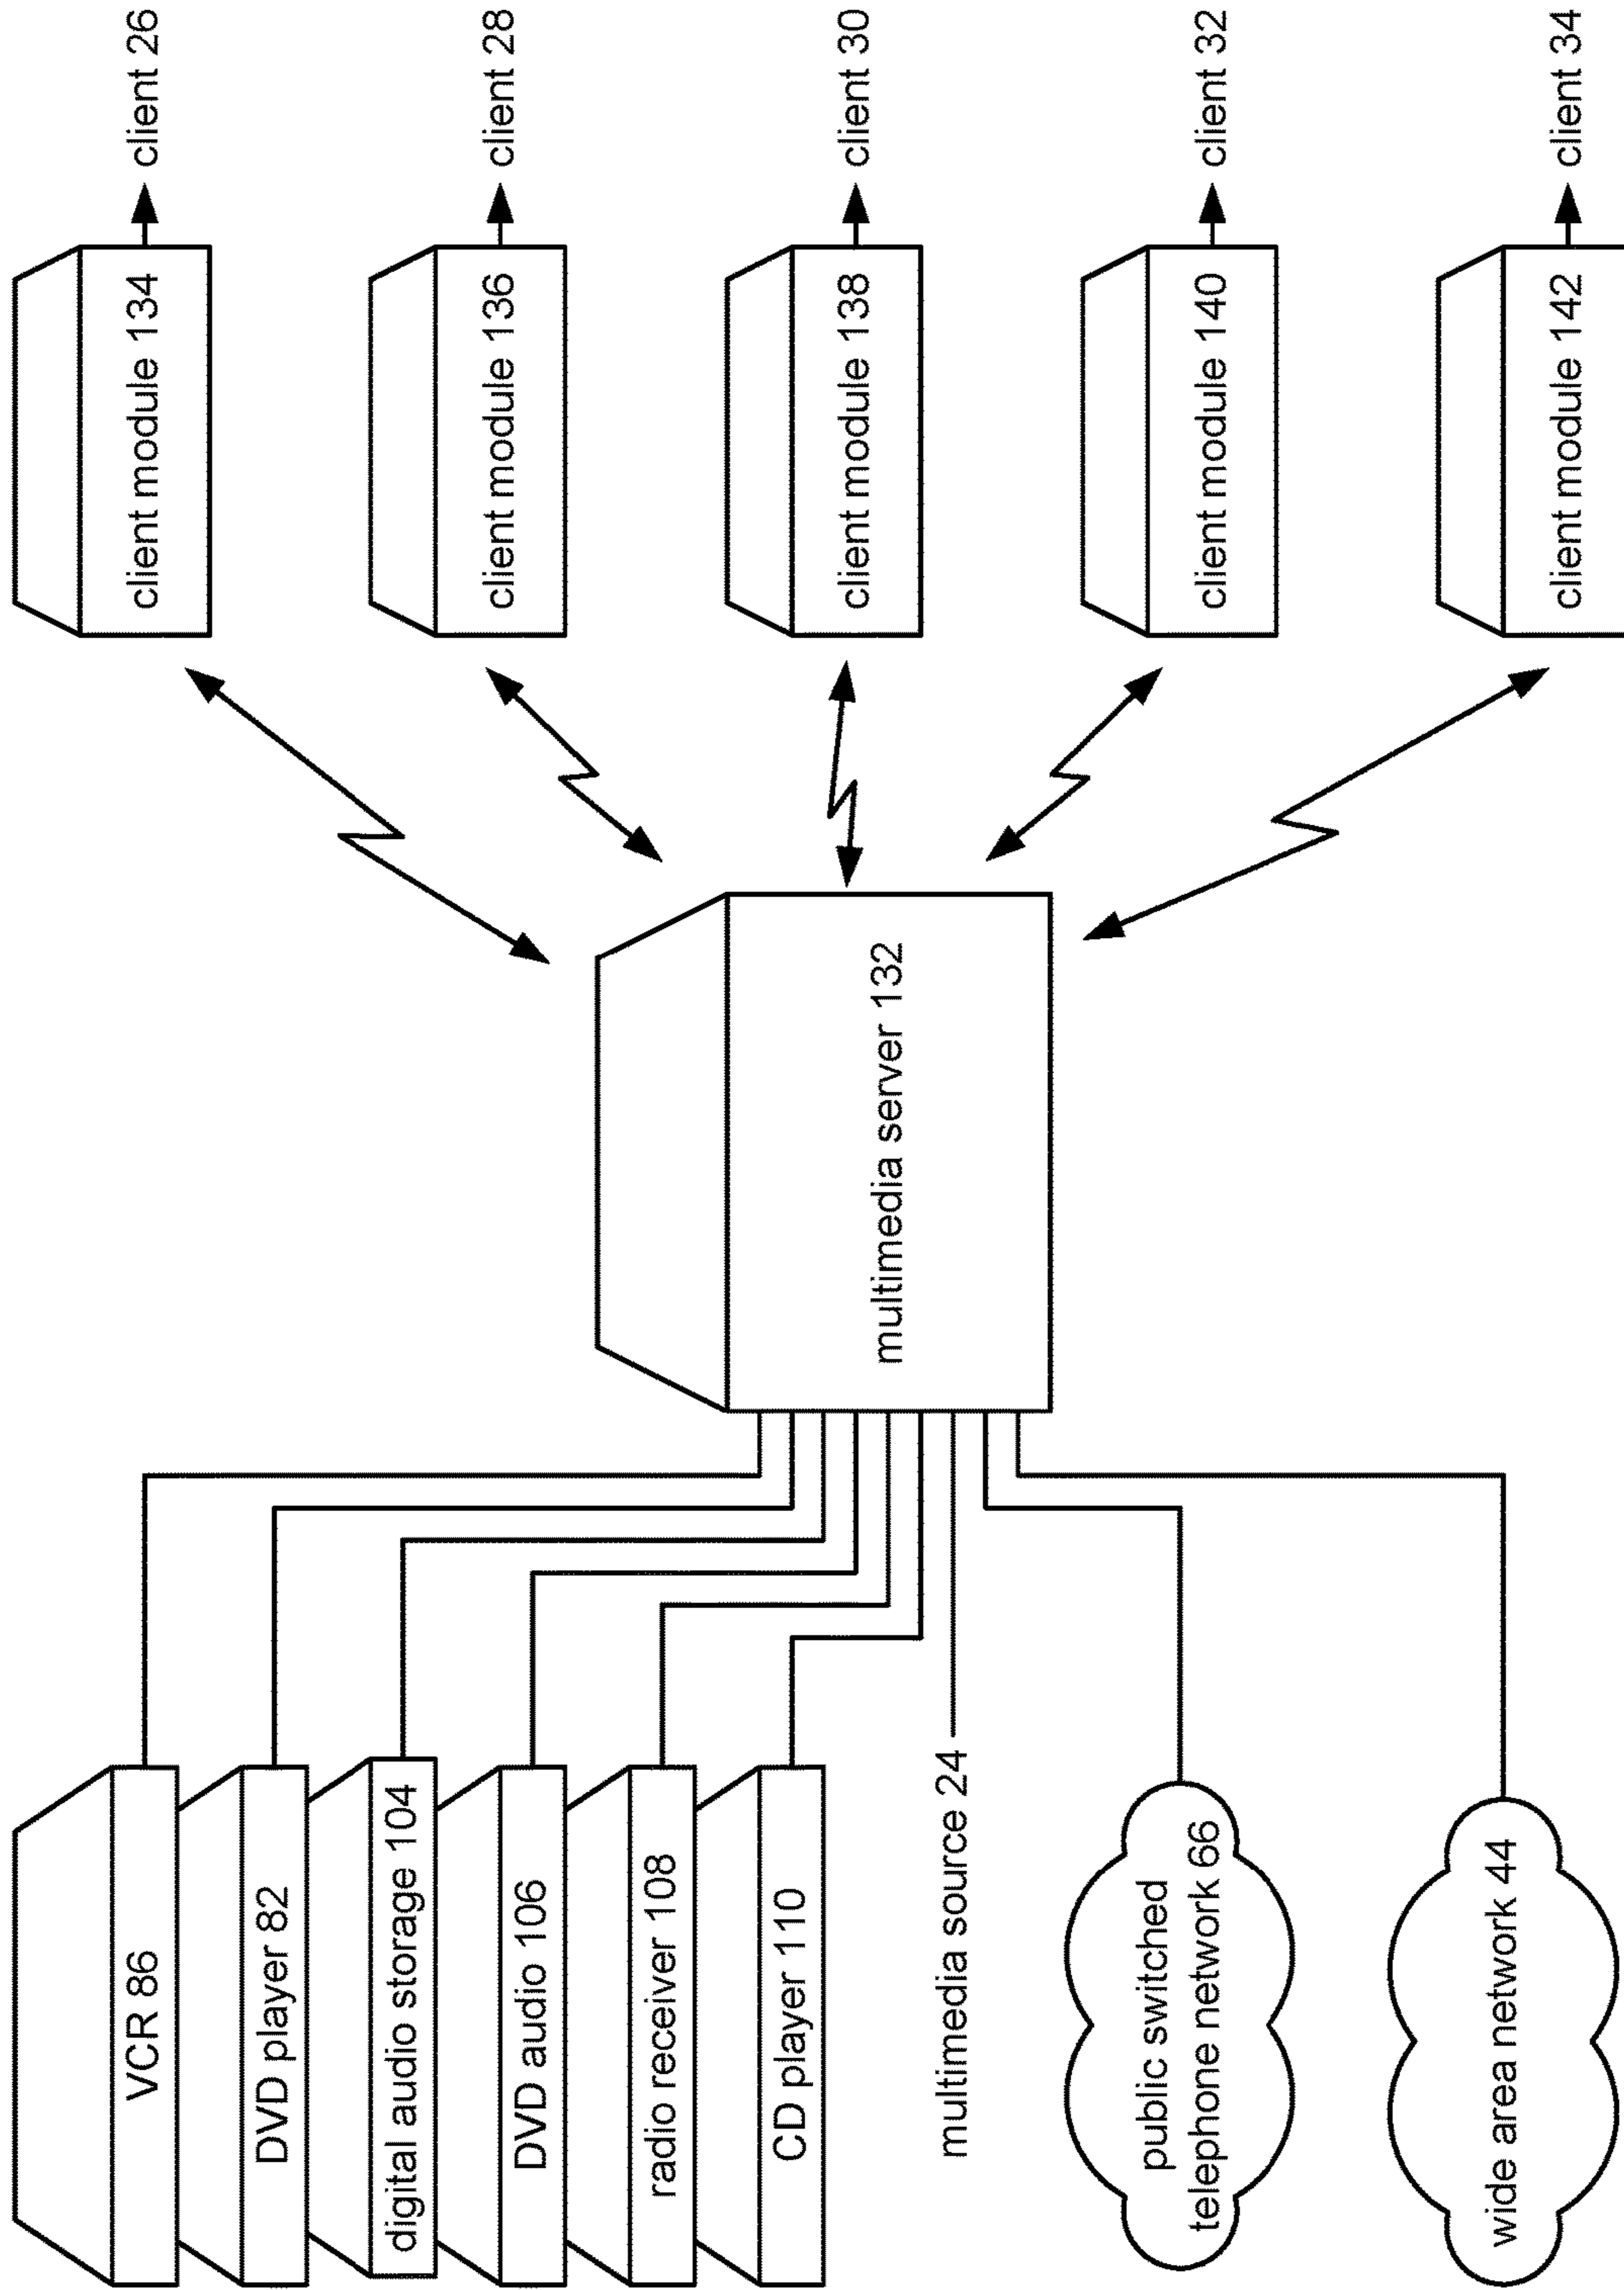 VCR 86
DVD player 82
digital audio storage 104
DVD audio 106
radio receiver 108
CD player 110
multimedia source 24
public switched
telephone network 66
wide area network 44
multimedia server 132
client module 134
client 26
client module 136
client 28
client module 138
client 30
client module 140
client 32
client module 142
client 34